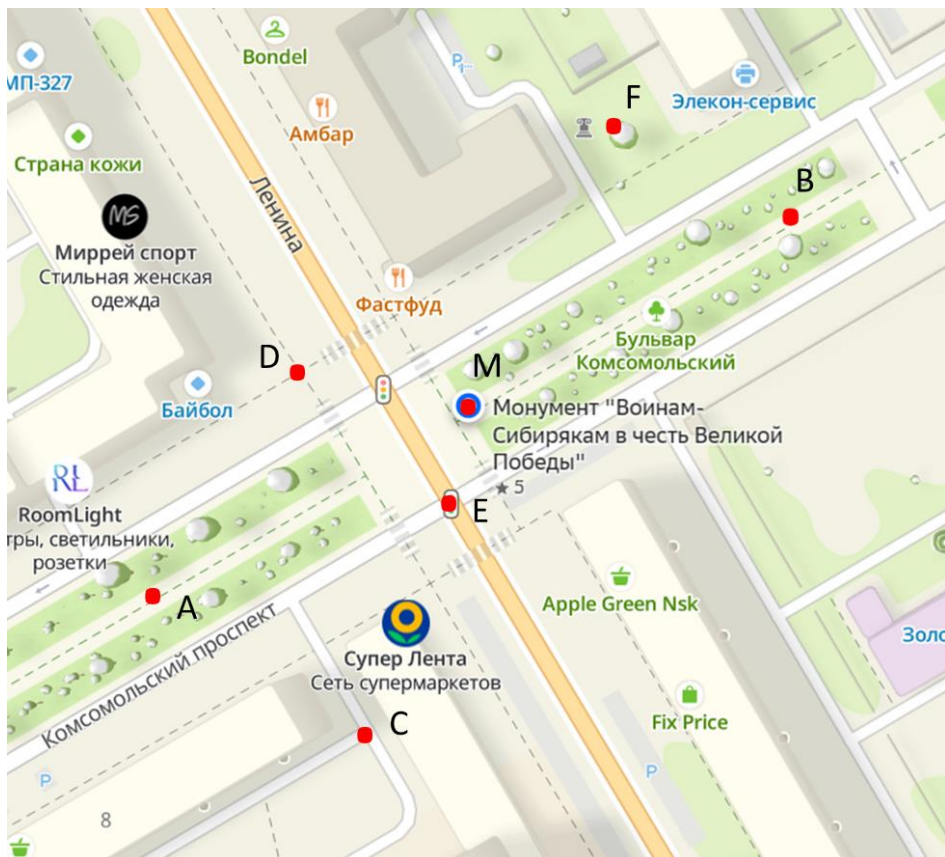 Bondel
МП-327
P
Элекон-сервис
F
Амбар
Страна кожи
B
MS
Ленина
Миррей спорт
Стильная женская
одежда
Фастфуд
Бульвар
Комсомольский
D
M
Байбол
Монумент "Воинам-
Сибирякам в честь Великой
Победы"
★ 5
E
RL
RoomLight
тры, светильники,
розетки
A
Apple Green Nsk
Золо
Комсомольский проспект
Супер Лента
Сеть супермаркетов
C
Fix Price
P
P
8